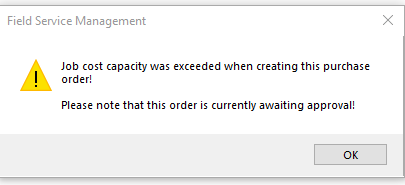 Field Service Management
Job cost capacity was exceeded when creating this purchase
order!
Please note that this order is currently awaiting approval!
OK